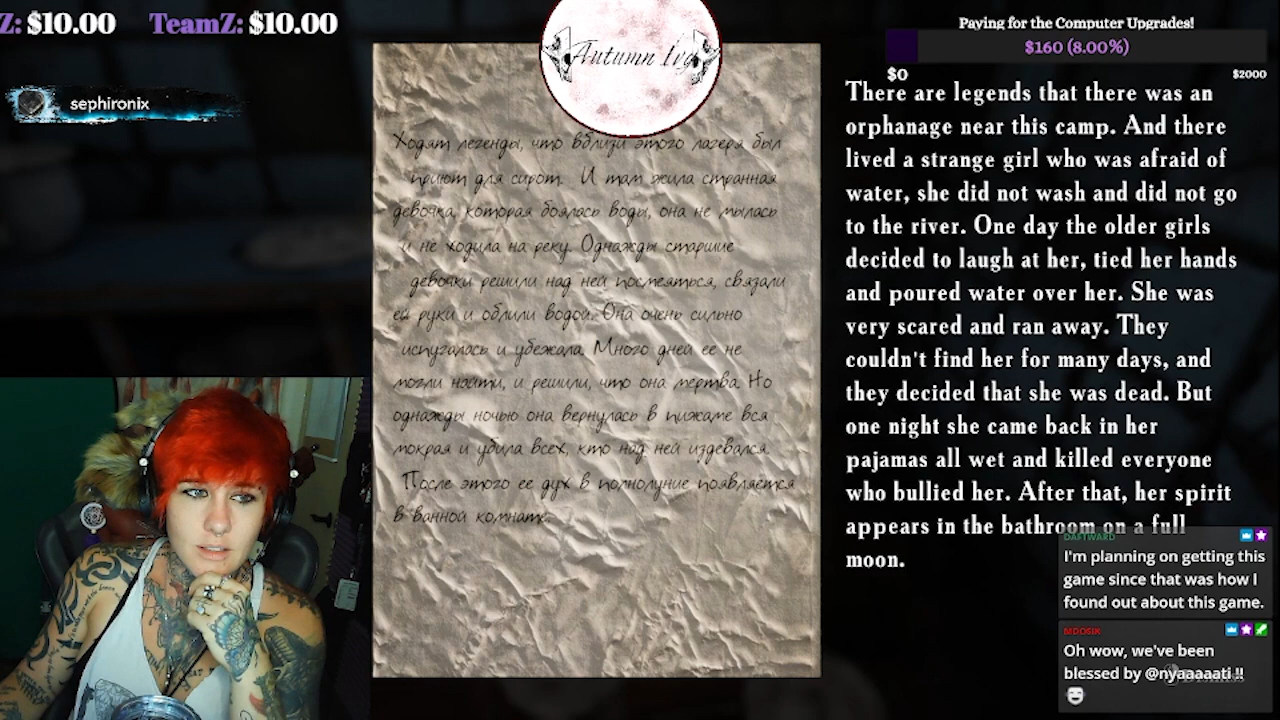 Z: $10.00 TeamZ: $10.00
sephironix
Autumn Ivy
Paying for the Computer Upgrades!
$160 (8.00%)
$0
$2000
Ходят легенды, что вблизи этого лагеря был
приют для сирот. И там жила странная
девочка, которая боялась воды, она не мылась
и не ходила на реку. Однажды старшие
девочки решили над ней посмеяться, связали
ей руки и облили водой. Она очень сильно
испугалась и убежала. Много дней ее не
могли найти, и решили, что она мертва. Но
однажды ночью она вернулась в пижаме вся
мокрая и убила всех, кто над ней издевался.
После этого ее дух в полнолуние появляется
в ванной комнате.
There are legends that there was an
orphanage near this camp. And there
lived a strange girl who was afraid of
water, she did not wash and did not go
to the river. One day the older girls
decided to laugh at her, tied her hands
and poured water over her. She was
very scared and ran away. They
couldn't find her for many days, and
they decided that she was dead. But
one night she came back in her
pajamas all wet and killed everyone
who bullied her. After that, her spirit
appears in the bathroom on a full
moon.
DAFTWARD
I'm planning on getting this
game since that was how I
found out about this game.
MDOSIX
Oh wow, we've been
blessed by @nyaaaaati !!